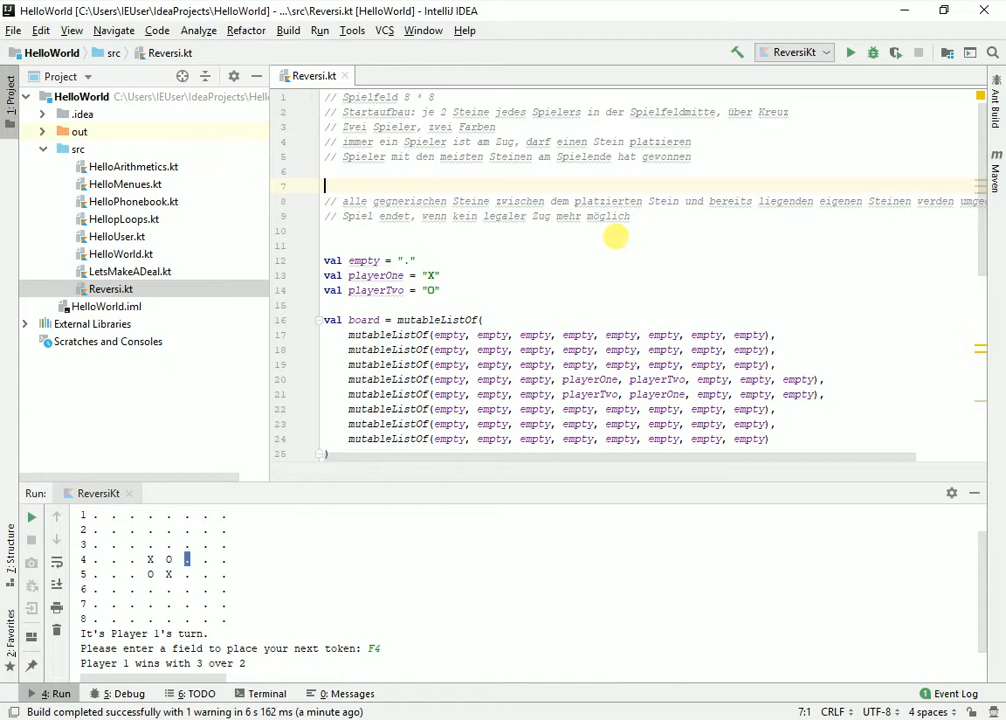 HelloWorld [C:\Users\IEUser\IdeaProjects\HelloWorld] - ...\src\Reversi.kt [HelloWorld] - IntelliJ IDEA
File Edit View Navigate Code Analyze Refactor Build Run Tools VCS Window Help
HelloWorld src Reversi.kt ReversiKt
1: Project
Project
Reversi.kt
HelloWorld C:\Users\IEUser\IdeaProjects\Hell
.idea
out
src
HelloArithmetics.kt
HelloMenues.kt
HelloPhonebook.kt
HellopLoops.kt
HelloUser.kt
HelloWorld.kt
LetsMakeADeal.kt
Reversi.kt
HelloWorld.iml
External Libraries
Scratches and Consoles
1 // Spielfeld 8 * 8
2 // Startaufbau: je 2 Steine jedes Spielers in der Spielfeldmitte, über Kreuz
3 // Zwei Spieler, zwei Farben
4 // immer ein Spieler ist am Zug, darf einen Stein platzieren
5 // Spieler mit den meisten Steinen am Spielende hat gewonnen
6
7
8 // alle gegnerischen Steine zwischen dem platzierten Stein und bereits liegenden eigenen Steinen werden umge
9 // Spiel endet, wenn kein legaler Zug mehr möglich
10
11
12 val empty = "."
13 val playerOne = "X"
14 val playerTwo = "O"
15
16 val board = mutableListOf(
17 mutableListOf(empty, empty, empty, empty, empty, empty, empty, empty),
18 mutableListOf(empty, empty, empty, empty, empty, empty, empty, empty),
19 mutableListOf(empty, empty, empty, empty, empty, empty, empty, empty),
20 mutableListOf(empty, empty, empty, playerOne, playerTwo, empty, empty, empty),
21 mutableListOf(empty, empty, empty, playerTwo, playerOne, empty, empty, empty),
22 mutableListOf(empty, empty, empty, empty, empty, empty, empty, empty),
23 mutableListOf(empty, empty, empty, empty, empty, empty, empty, empty),
24 mutableListOf(empty, empty, empty, empty, empty, empty, empty, empty)
25 )
Ant Build
m Maven
Run: ReversiKt
1 . . . . . . . .
2 . . . . . . . .
3 . . . . . . . .
4 . . . X O . . .
5 . . . O X . . .
6 . . . . . . . .
7 . . . . . . . .
8 . . . . . . . .
It's Player 1's turn.
Please enter a field to place your next token: F4
Player 1 wins with 3 over 2
7: Structure
2: Favorites
4: Run 5: Debug 6: TODO Terminal 0: Messages 1 Event Log
Build completed successfully with 1 warning in 6 s 162 ms (a minute ago) 7:1 CRLF UTF-8 4 spaces